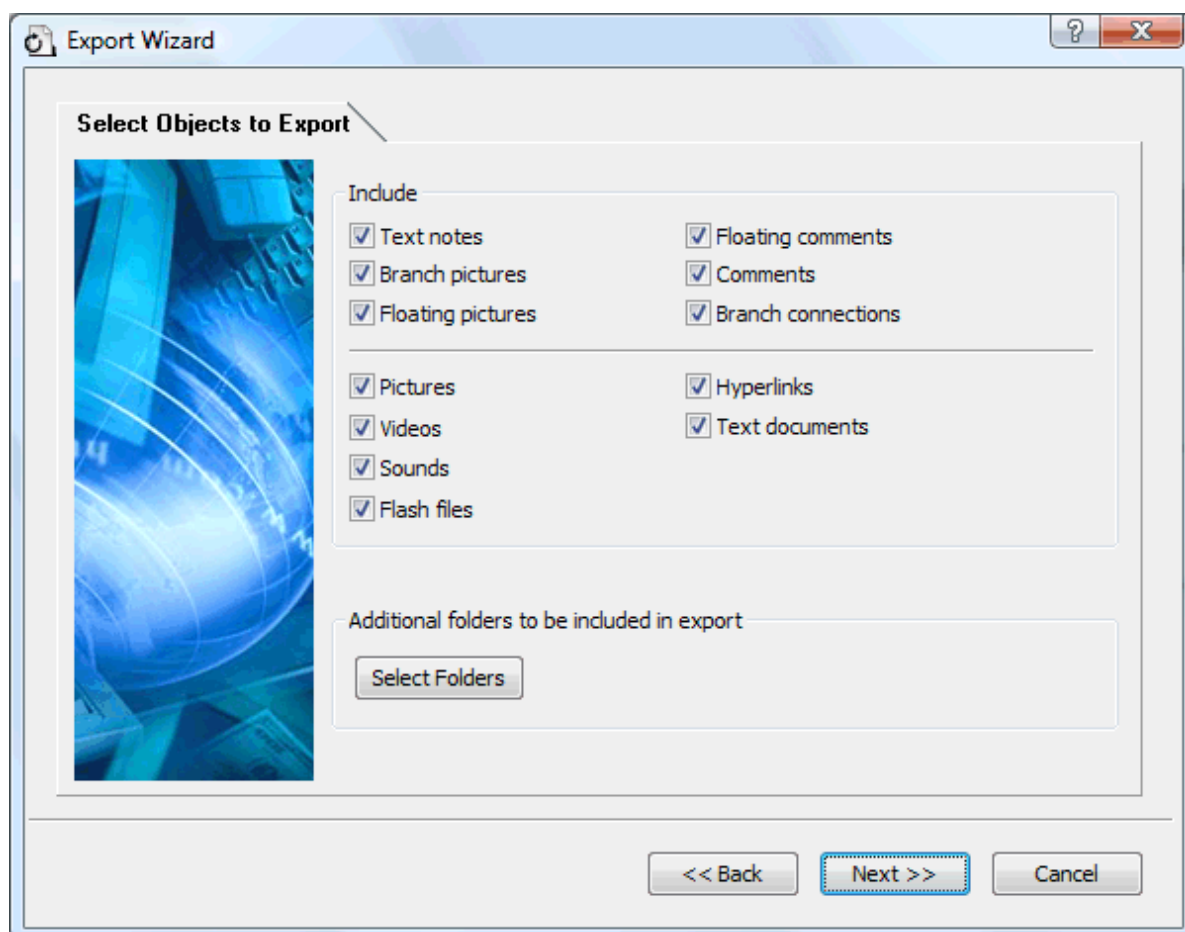 Export Wizard
Select Objects to Export
Include
Text notes
Floating comments
Branch pictures
Comments
Floating pictures
Branch connections
Pictures
Hyperlinks
Videos
Text documents
Sounds
Flash files
Additional folders to be included in export
Select Folders
<< Back
Next >>
Cancel